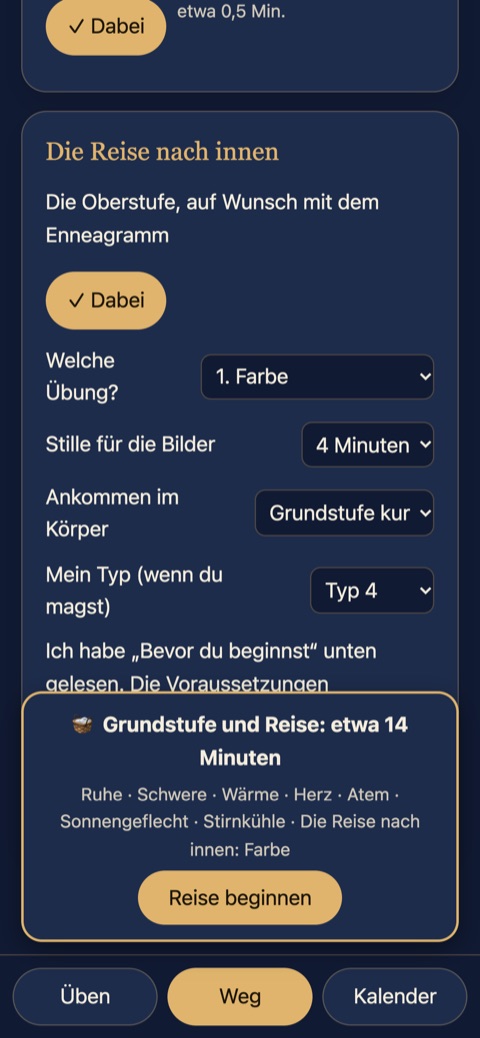 etwa 0,5 Min.
✓ Dabei
Die Reise nach innen
Die Oberstufe, auf Wunsch mit dem
Enneagramm
✓ Dabei
Welche
Übung?
1. Farbe
Stille für die Bilder
4 Minuten
Ankommen im
Körper
Grundstufe kur
Mein Typ (wenn du
magst)
Typ 4
Ich habe „Bevor du beginnst“ unten
gelesen. Die Voraussetzungen
Grundstufe und Reise: etwa 14
Minuten
Ruhe · Schwere · Wärme · Herz · Atem ·
Sonnengeflecht · Stirnkühle · Die Reise nach
innen: Farbe
Reise beginnen
Üben
Weg
Kalender